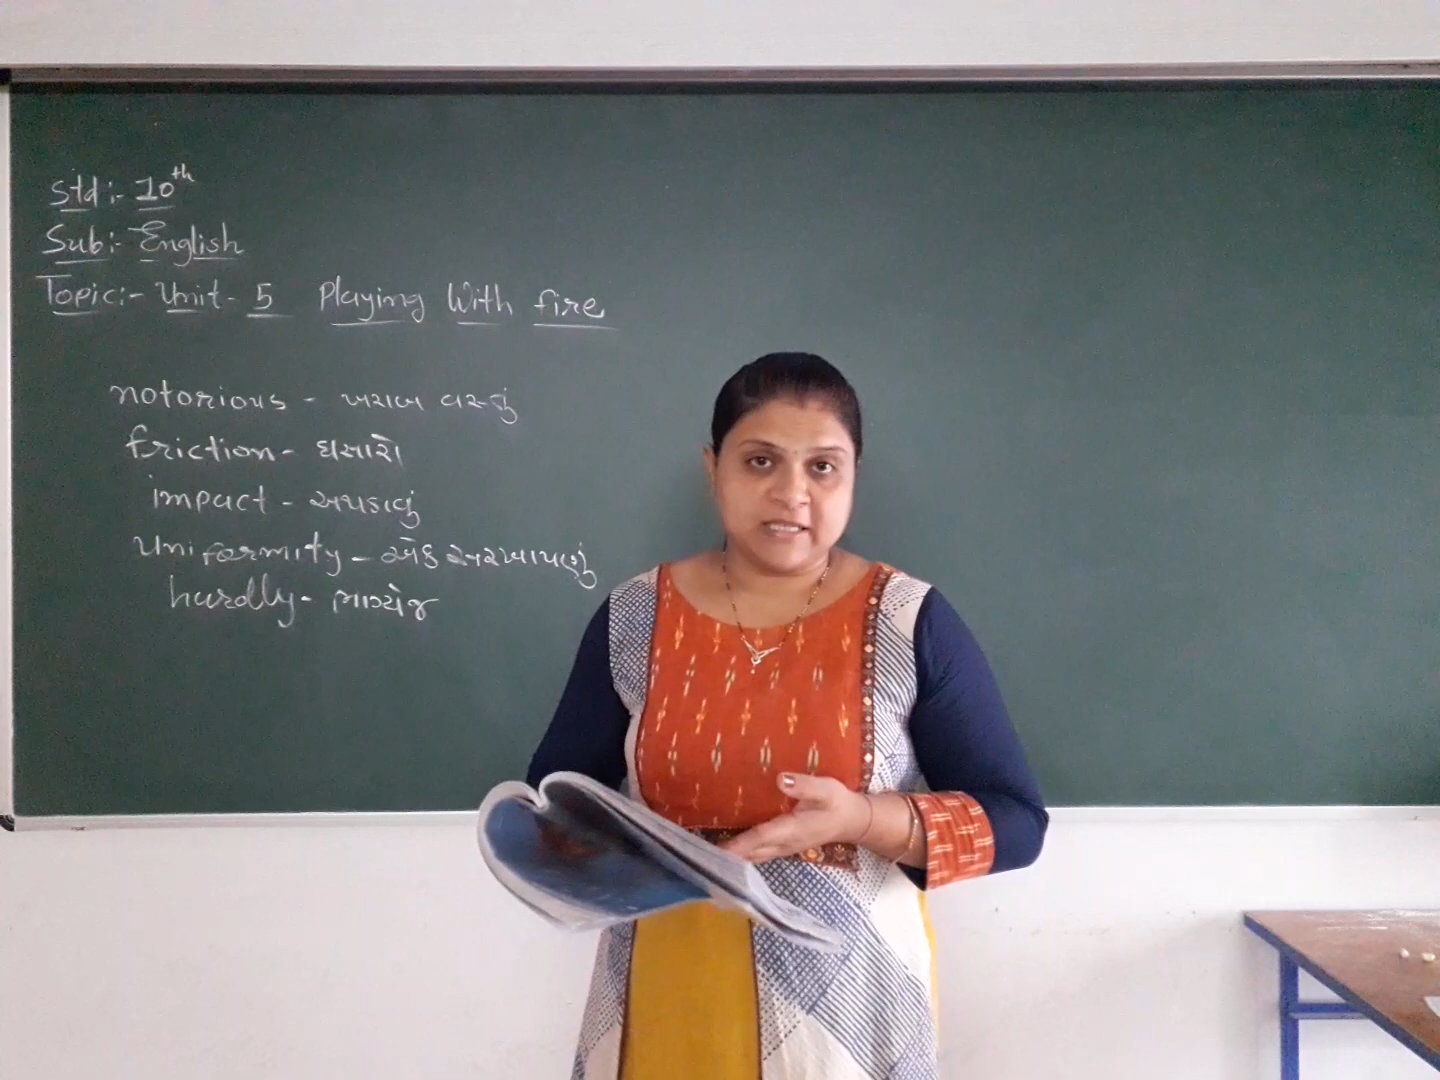 Std:- 10th
Sub:- English
Topic:- Unit- 5 Playing With fire
notorious - ખરાબ વસ્તું
friction - ઘસારો
impact - અથડાવું
Uniformity - એક સરખાપણું
hardly - ભાગ્યેજ